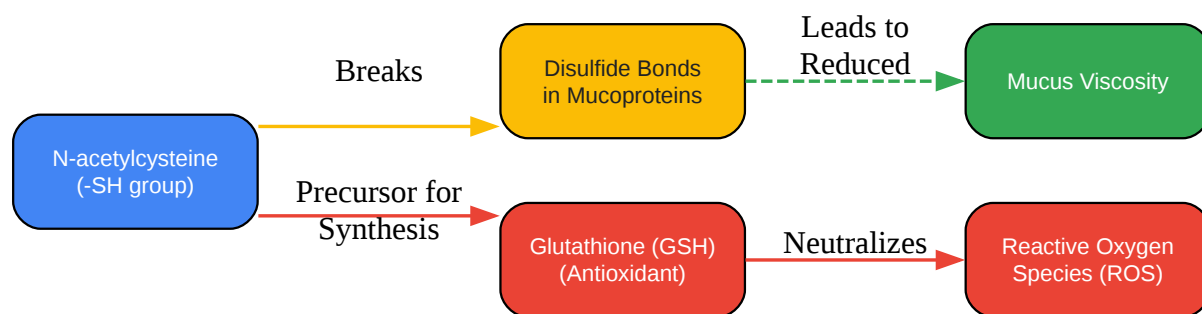 N-acetylcysteine
(-SH group)
Breaks
Disulfide Bonds
in Mucoproteins
Leads to
Reduced
Mucus Viscosity
Precursor for
Synthesis
Glutathione (GSH)
(Antioxidant)
Neutralizes
Reactive Oxygen
Species (ROS)